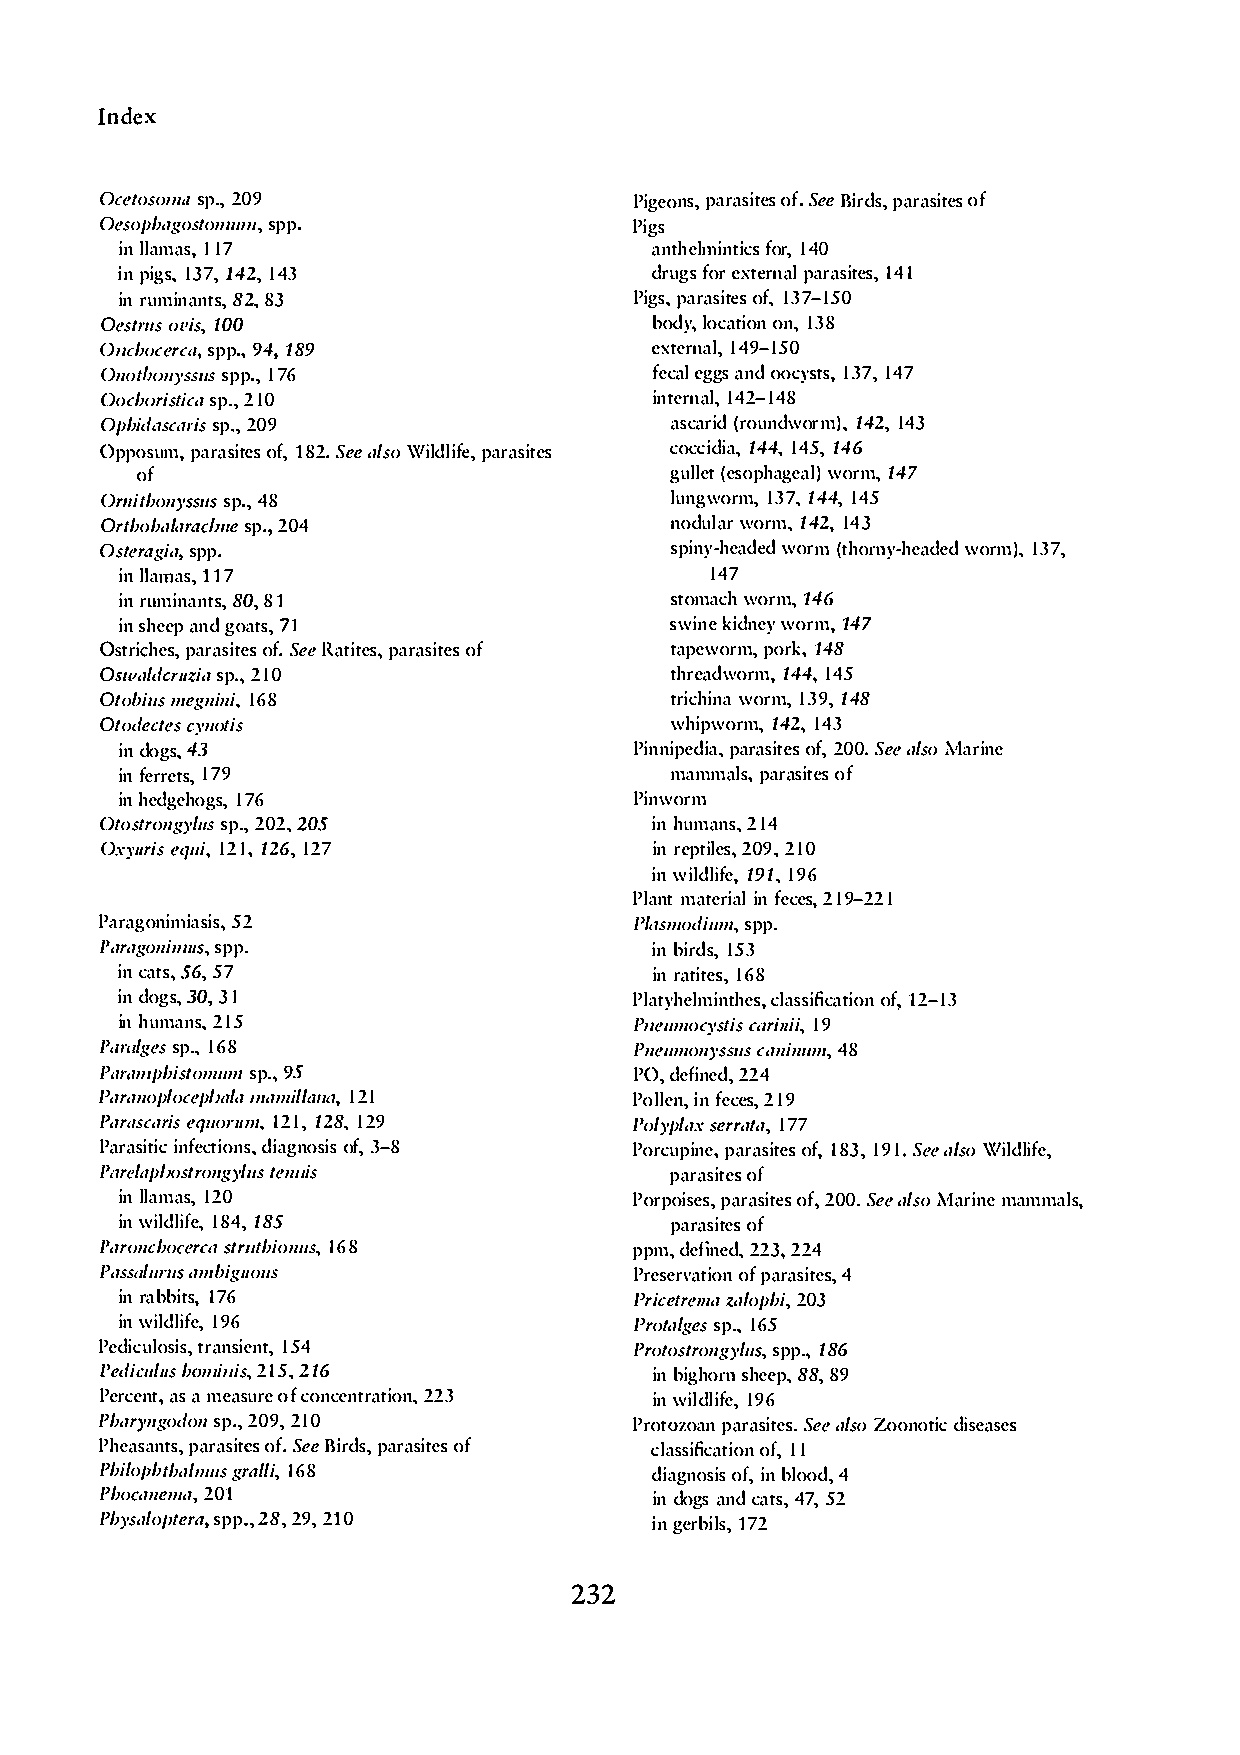 Index
Ocetosoma sp., 209
Oesophagostomum, spp.
in llamas, 117
in pigs, 137, 142, 143
in ruminants, 82, 83
Oestrus ovis, 100
Onchocerca, spp., 94, 189
Onothonyssus spp., 176
Oochoristica sp., 210
Ophidascaris sp., 209
Opposum, parasites of, 182. See also Wildlife, parasites
of
Ornithonyssus sp., 48
Orthohalarachne sp., 204
Osteragia, spp.
in llamas, 117
in ruminants, 80, 81
in sheep and goats, 71
Ostriches, parasites of. See Ratites, parasites of
Oswaldcruzia sp., 210
Otobius megnini, 168
Otodectes cynotis
in dogs, 43
in ferrets, 179
in hedgehogs, 176
Otostrongylus sp., 202, 205
Oxyuris equi, 121, 126, 127
Paragonimiasis, 52
Paragonimus, spp.
in cats, 56, 57
in dogs, 30, 31
in humans, 215
Paralges sp., 168
Paramphistomum sp., 95
Paranoplocephala mamillana, 121
Parascaris equorum, 121, 128, 129
Parasitic infections, diagnosis of, 3–8
Parelaphostrongylus tenuis
in llamas, 120
in wildlife, 184, 185
Paronchocerca struthionus, 168
Passalurus ambiguous
in rabbits, 176
in wildlife, 196
Pediculosis, transient, 154
Pediculus hominis, 215, 216
Percent, as a measure of concentration, 223
Pharyngodon sp., 209, 210
Pheasants, parasites of. See Birds, parasites of
Philophthalmus gralli, 168
Phocanema, 201
Physaloptera, spp., 28, 29, 210
Pigeons, parasites of. See Birds, parasites of
Pigs
anthelmintics for, 140
drugs for external parasites, 141
Pigs, parasites of, 137–150
body, location on, 138
external, 149–150
fecal eggs and oocysts, 137, 147
internal, 142–148
ascarid (roundworm), 142, 143
coccidia, 144, 145, 146
gullet (esophageal) worm, 147
lungworm, 137, 144, 145
nodular worm, 142, 143
spiny-headed worm (thorny-headed worm), 137,
147
stomach worm, 146
swine kidney worm, 147
tapeworm, pork, 148
threadworm, 144, 145
trichina worm, 139, 148
whipworm, 142, 143
Pinnipedia, parasites of, 200. See also Marine
mammals, parasites of
Pinworm
in humans, 214
in reptiles, 209, 210
in wildlife, 191, 196
Plant material in feces, 219–221
Plasmodium, spp.
in birds, 153
in ratites, 168
Platyhelminthes, classification of, 12–13
Pneumocystis carinii, 19
Pneumonyssus caninum, 48
PO, defined, 224
Pollen, in feces, 219
Polyplax serrata, 177
Porcupine, parasites of, 183, 191. See also Wildlife,
parasites of
Porpoises, parasites of, 200. See also Marine mammals,
parasites of
ppm, defined, 223, 224
Preservation of parasites, 4
Pricetrema zalophi, 203
Protalges sp., 165
Protostrongylus, spp., 186
in bighorn sheep, 88, 89
in wildlife, 196
Protozoan parasites. See also Zoonotic diseases
classification of, 11
diagnosis of, in blood, 4
in dogs and cats, 47, 52
in gerbils, 172
232